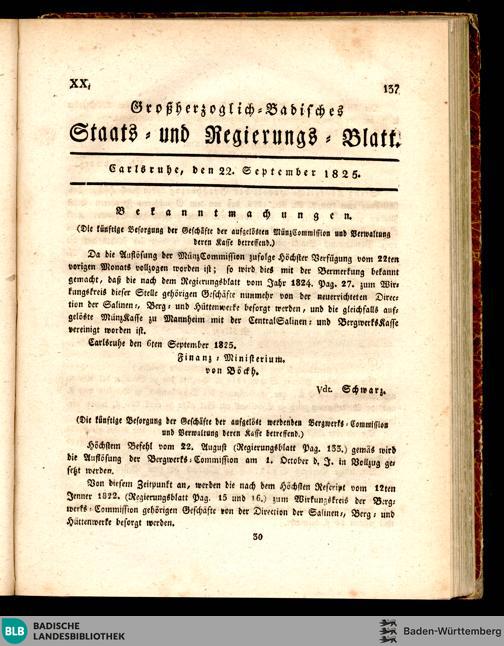 XX.
137
Großherzoglich-Badisches
Staats- und Regierungs-Blatt.
Carlsruhe, den 22. September 1825.
Bekanntmachungen.
(Die künftige Besorgung der Geschäfte der aufgelösten MünzCommission und Verwaltung
deren Kasse betreffend.)
Da die Auflösung der MünzCommission zufolge Höchster Verfügung vom 22ten
vorigen Monats vollzogen worden ist; so wird dies mit der Bermerkung bekannt
gemacht, daß die nach dem Regierungsblatt vom Jahr 1824. Pag. 27. zum Wir-
kungskreis dieser Stelle gehörigen Geschäfte nunmehr von der neuerrichteten Direc-
tion der Salinen-, Berg- und Hüttenwerke besorgt werden, und die gleichfalls auf-
gelöste MünzKasse zu Mannheim mit der CentralSalinen- und BergwerksKasse
vereinigt worden ist.
Carlsruhe den 6ten September 1825.
Finanz-Ministerium.
von Böckh.
Vdt. Schwarz.
(Die künftige Besorgung der Geschäfte der aufgelöst werdenden Bergwerks-Commission
und Verwaltung deren Kasse betreffend.)
Höchstem Befehl vom 22. August (Regierungsblatt Pag. 133.) gemäs wird
die Auflösung der Bergwerks-Commission am 1. October d. J. in Vollzug ge-
setzt werden.
Von diesem Zeitpunkt an, werden die nach dem Höchsten Rescript vom 12ten
Jenner 1822. (Regierungsblatt Pag. 15 und 16.) zum Wirkungskreis der Berg-
werks-Commission gehörigen Geschäfte von der Direction der Salinen-, Berg- und
Hüttenwerke besorgt werden.
30
BLB
BADISCHE
LANDESBIBLIOTHEK
Baden-Württemberg